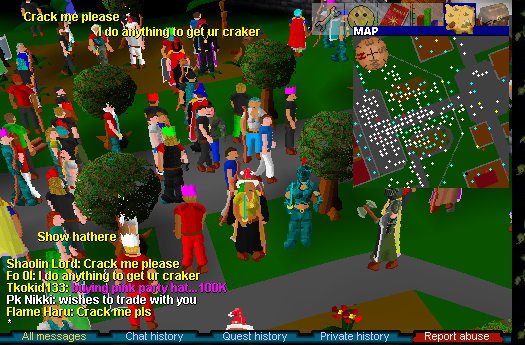 Crack me please
I do anything to get ur craker
MAP
Show hathere
Shaolin Lord: Crack me please
Fo 0l: I do anything to get ur craker
Tkokid133: buying pink party hat...100K
Pk Nikki: wishes to trade with you
Flame Haru: Crack me pls
*
All messages Chat history Quest history Private history Report abuse